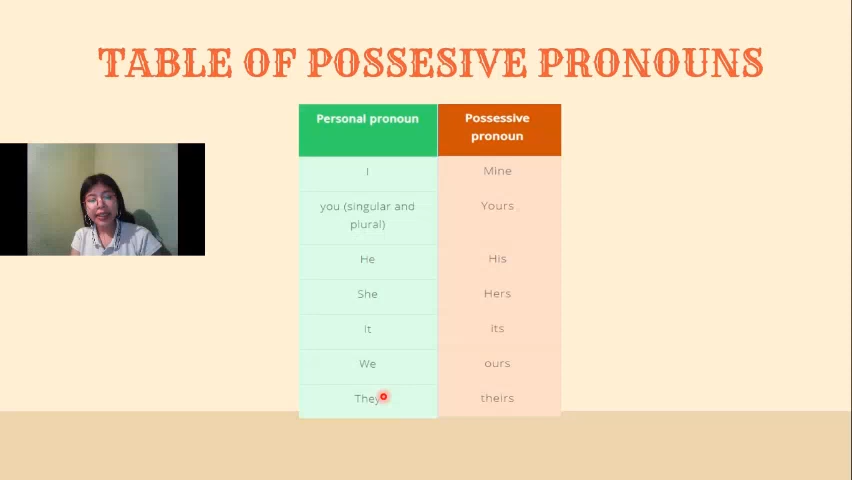 TABLE OF POSSESIVE PRONOUNS
Personal pronoun
Possessive
pronoun
I
Mine
you (singular and
plural)
Yours
He
His
She
Hers
It
its
We
ours
They
theirs